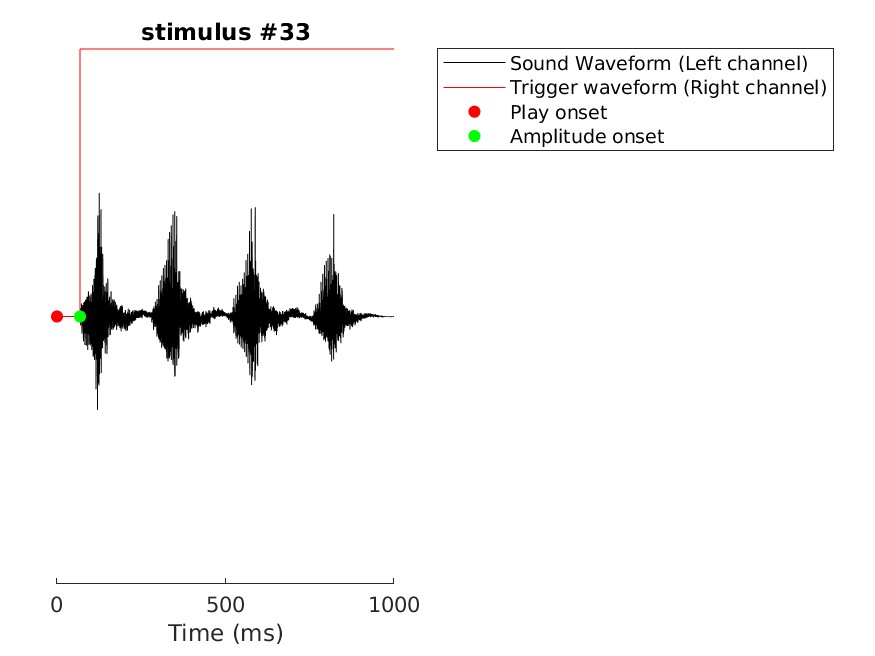 stimulus #33
Sound Waveform (Left channel)
Trigger waveform (Right channel)
Play onset
Amplitude onset
0 500 1000
Time (ms)